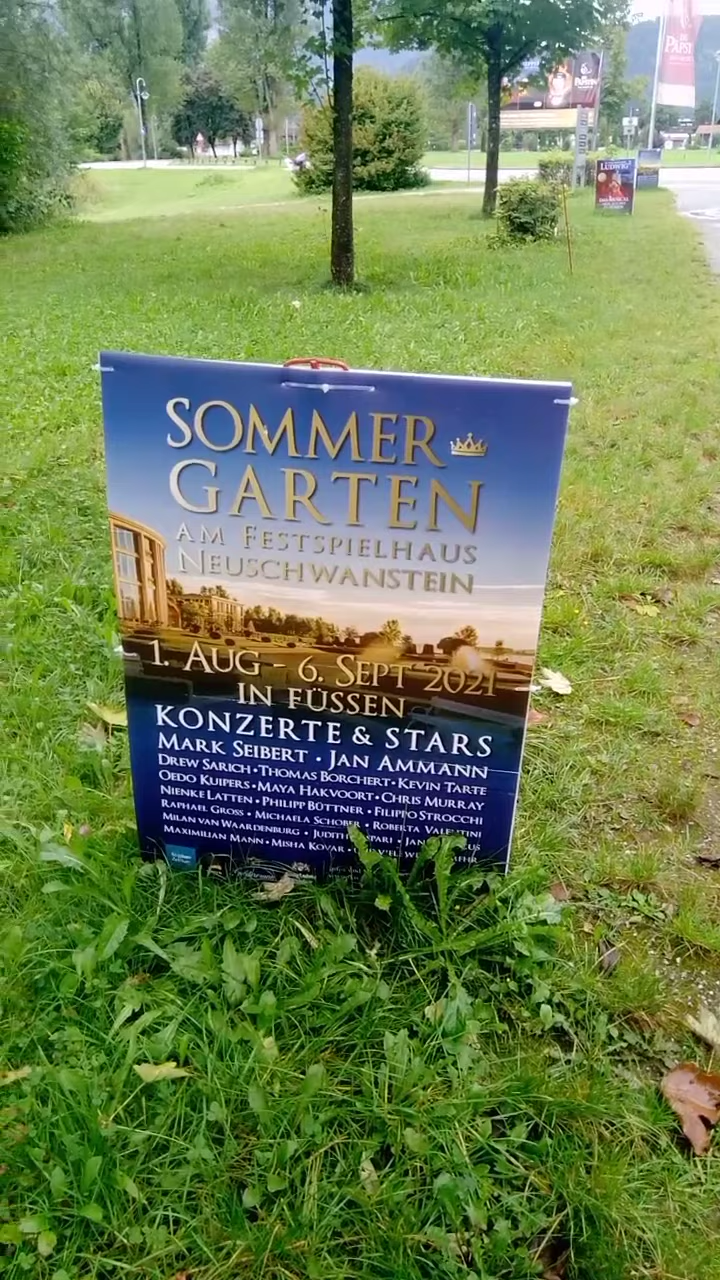 PAPST
LUDWIG²
SOMMER
GARTEN
AM FESTSPIELHAUS
NEUSCHWANSTEIN
1. AUG - 6. SEPT 2021
IN FÜSSEN
KONZERTE & STARS
MARK SEIBERT • JAN AMMANN
DREW SARICH • THOMAS BORCHERT • KEVIN TARTE
OEDO KUIPERS • MAYA HAKVOORT • CHRIS MURRAY
NIENKE LATTEN • PHILIPP BÜTTNER • FILIPPO STROCCHI
RAPHAEL GROSS • MICHAELA SCHOBER • ROBERTA VALENTINI
MILAN VAN WAARDENBURG • JUDITH
MAXIMILIAN MANN • MISHA KOVAR •